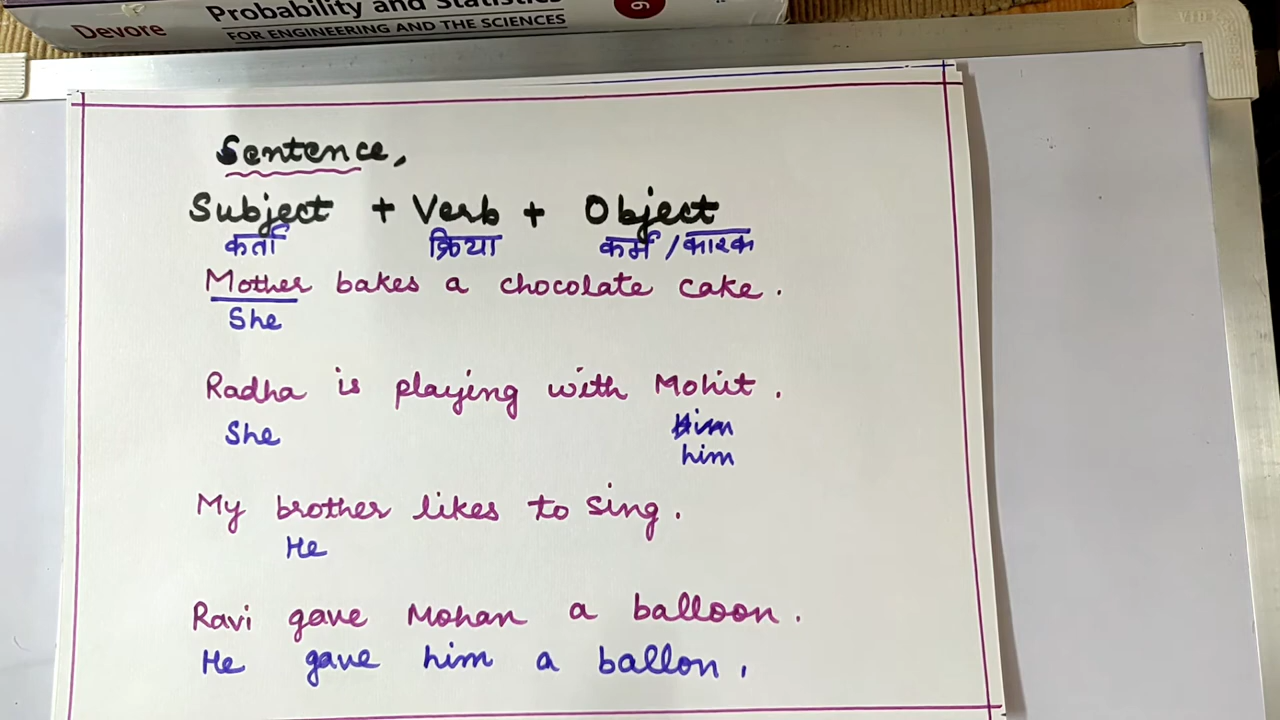 Probability and Statistics
Devore
FOR ENGINEERING AND THE SCIENCES
9
Sentence,
Subject + Verb + Object
कर्ता क्रिया कर्म / कारक
Mother bakes a chocolate cake.
She
Radha is playing with Mohit.
She him
him
My brother likes to sing.
He
Ravi gave Mohan a balloon.
He gave him a ballon.